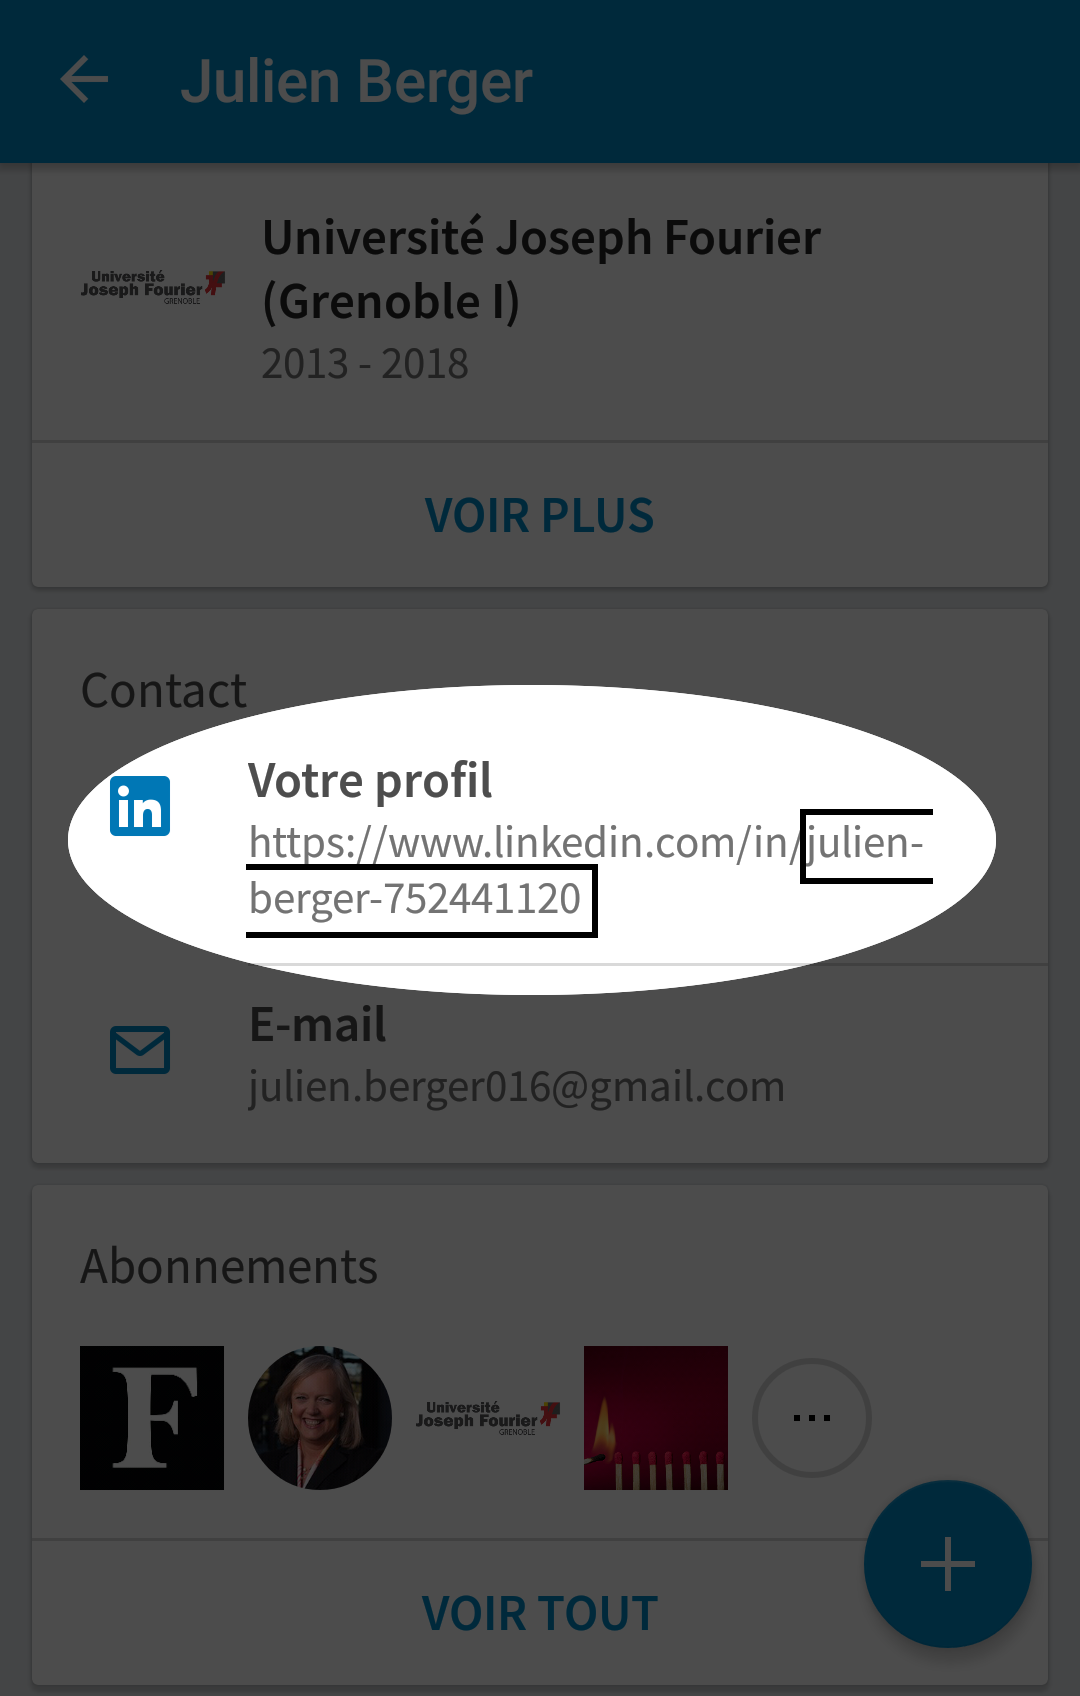 Julien Berger
Université Joseph Fourier
(Grenoble I)
Université
Joseph Fourier
GRENOBLE
2013 - 2018
VOIR PLUS
Contact
in
Votre profil
https://www.linkedin.com/in/julien-
berger-752441120
E-mail
julien.berger016@gmail.com
Abonnements
F
Université
Joseph Fourier
GRENOBLE
...
VOIR TOUT